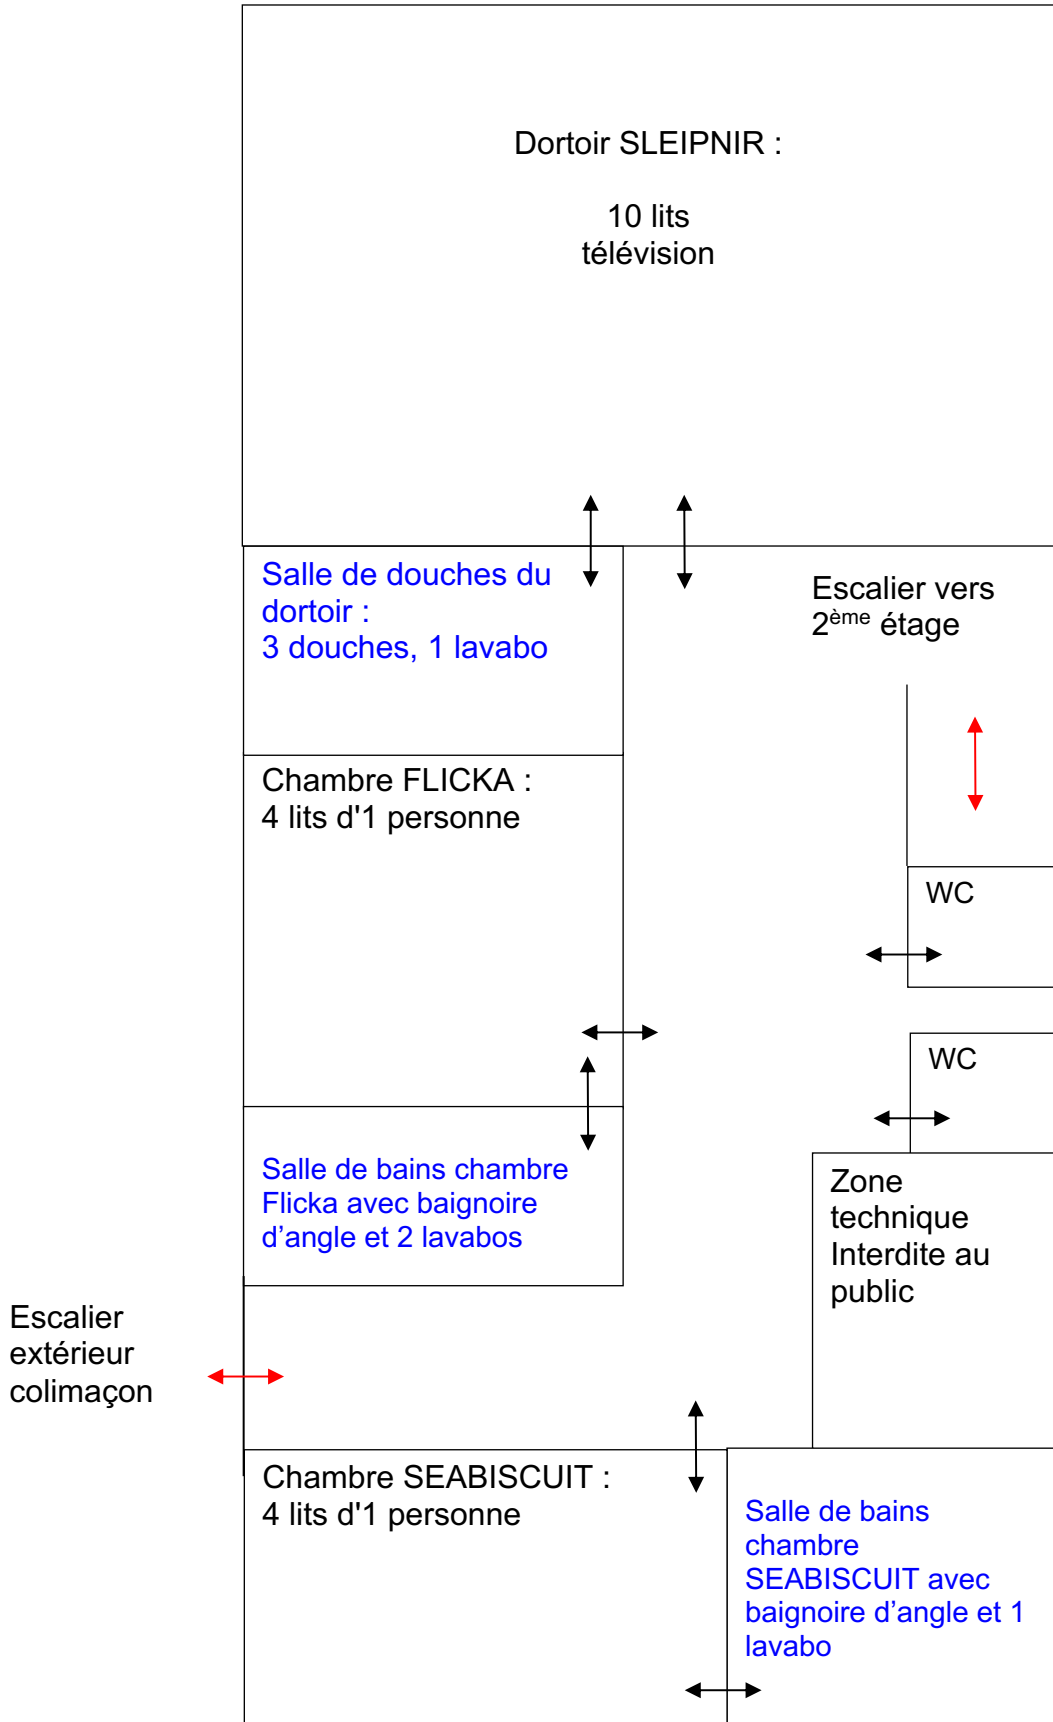 Dortoir SLEIPNIR :
10 lits
télévision
Salle de douches du
dortoir :
3 douches, 1 lavabo
Escalier vers
2ème étage
Chambre FLICKA :
4 lits d'1 personne
WC
WC
Salle de bains chambre
Flicka avec baignoire
d’angle et 2 lavabos
Zone
technique
Interdite au
public
Escalier
extérieur
colimaçon
Chambre SEABISCUIT :
4 lits d'1 personne
Salle de bains
chambre
SEABISCUIT avec
baignoire d’angle et 1
lavabo